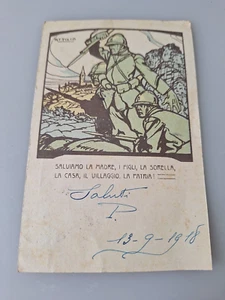 SALVIAMO LA MADRE, I FIGLI, LA SORELLA,
LA CASA, IL VILLAGGIO, LA PATRIA!
Saluti
P.
13-9-1918